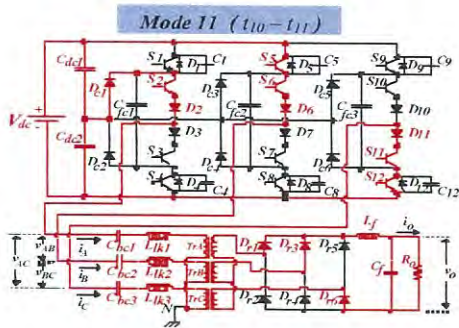 Mode 11 (t10 – t11)
S1 C1 S5 C5 S9 C9
D1 D5 D9
Cdc1 S2 S6 S10
Dc1 Cfc1 D2 Dc3 Cfc2 D6 Dc5 Cfc3 D10
Vdc + -
D3 D7 D11
Cdc2 Dc2 S3 S7 S11
S4 C4 S8 C8 S12 C12
vAB iA Cbc1 Llk1 TrA Dr1 Dr3 Dr5 Lf iO
vAC iB Cbc2 Llk2 TrB Cf RO vO
vBC iC Cbc3 Llk3 TrC Dr2 Dr4 Dr6
N